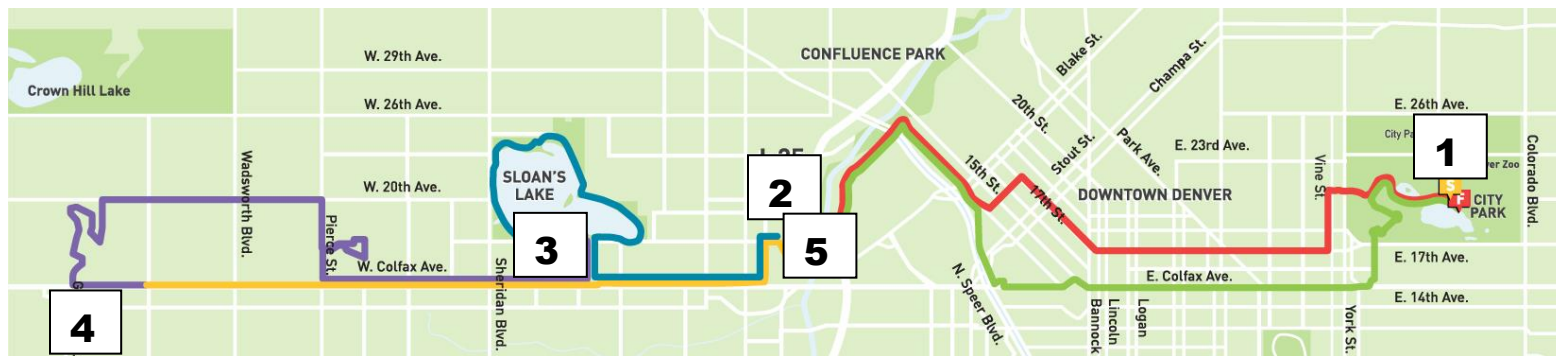 CONFLUENCE PARK
W. 29th Ave.
Blake St.
Champa St.
Crown Hill Lake
W. 26th Ave.
20th St.
E. 26th Ave.
City Pa
Park Ave.
Stout St.
E. 23rd Ave.
Colorado Blvd.
1
Zoo
Wadsworth Blvd.
SLOAN'S
LAKE
15th St.
Vine St.
2
W. 20th Ave.
17th St.
DOWNTOWN DENVER
S
F
CITY
PARK
Pierce St.
3
5
W. Colfax Ave.
Sheridan Blvd.
N. Speer Blvd.
E. Colfax Ave.
E. 17th Ave.
4
Bannock
Lincoln
Logan
York St.
E. 14th Ave.